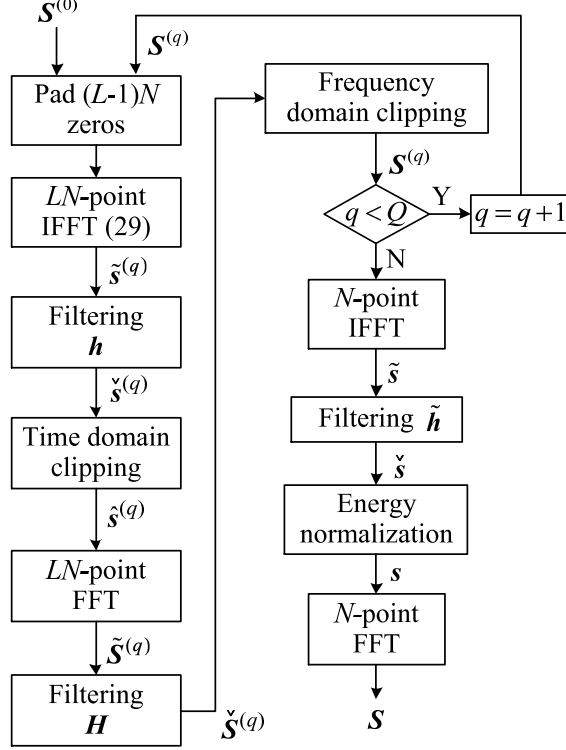 S^(0)
S^(q)
Pad (L-1)N
zeros
LN-point
IFFT (29)
s̃^(q)
Filtering
h
š^(q)
Time domain
clipping
ŝ^(q)
LN-point
FFT
S̃^(q)
Filtering
H
Š^(q)
Frequency
domain clipping
S^(q)
q < Q
Y
q = q+1
N
N-point
IFFT
s̃
Filtering h̃
š
Energy
normalization
s
N-point
FFT
S